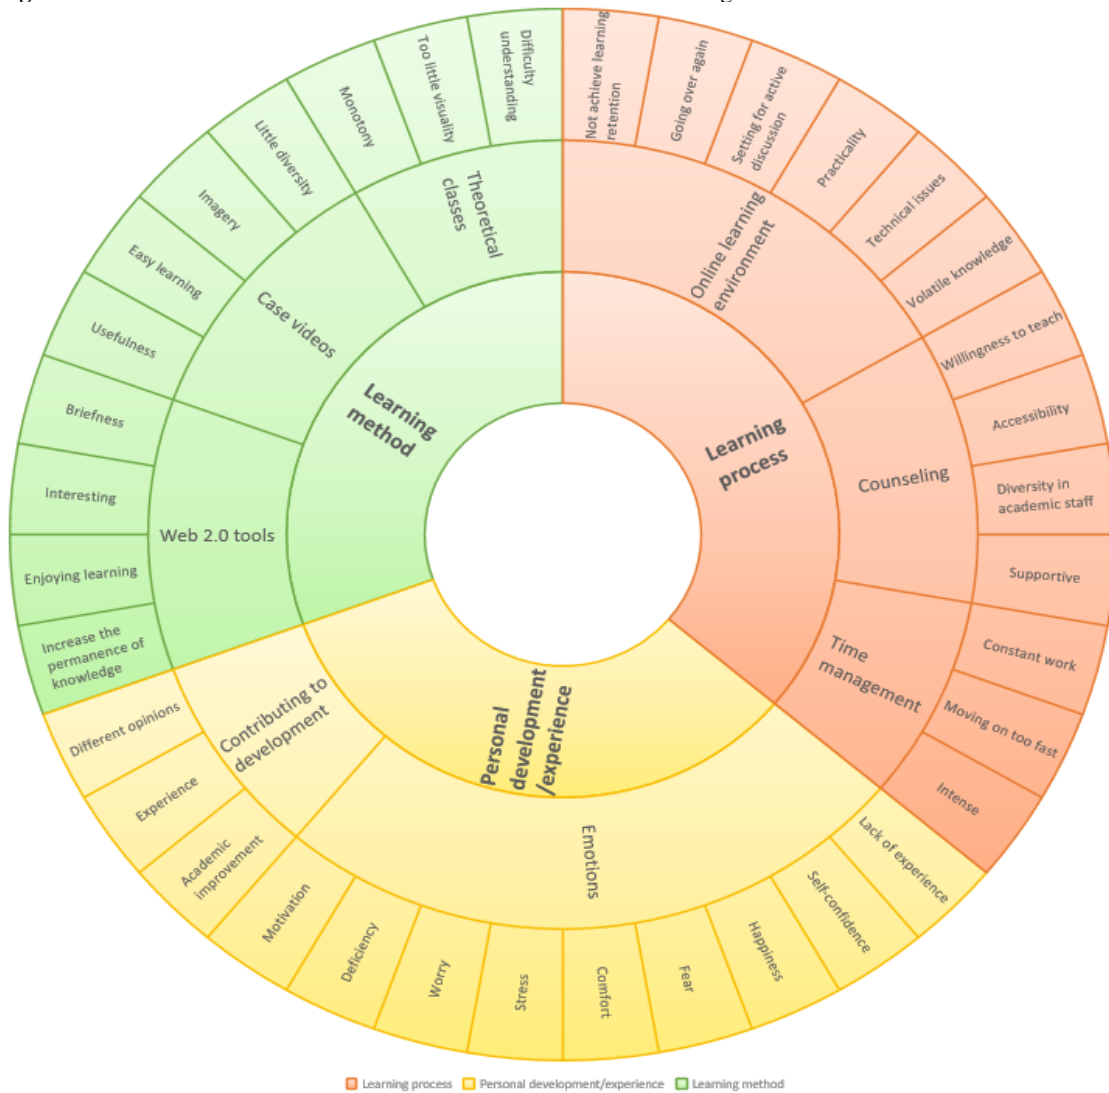 Learning
process
Online learning
environment
Not achieve learning
retention
Going over again
Setting for active
discussion
Practicality
Technical issues
Volatile knowledge
Counseling
Willingness to teach
Accessibility
Diversity in
academic staff
Supportive
Time
management
Constant work
Moving on too fast
Intense
Personal
development
/experience
Emotions
Lack of experience
Self-confidence
Happiness
Fear
Comfort
Stress
Worry
Deficiency
Motivation
Contributing to
development
Academic
improvement
Experience
Different opinions
Learning
method
Web 2.0 tools
Increase the
permanence of
knowledge
Enjoying learning
Interesting
Briefness
Case videos
Usefulness
Easy learning
Imagery
Little diversity
Theoretical
classes
Monotony
Too little visuality
Difficulty
understanding
Learning process
Personal development/experience
Learning method